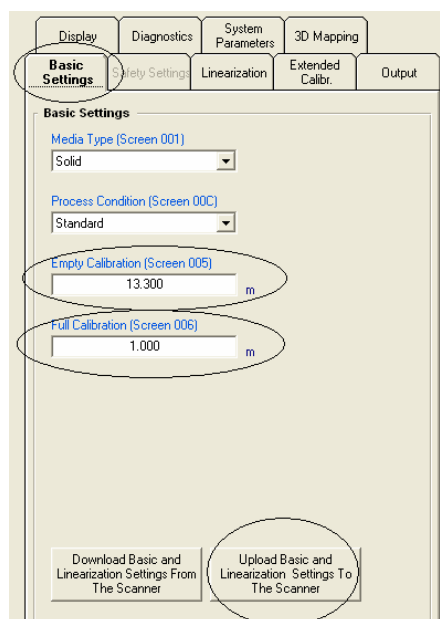 Display
Diagnostics
System
Parameters
3D Mapping
Basic
Settings
Safety Settings
Linearization
Extended
Calibr.
Output
Basic Settings
Media Type (Screen 001)
Solid
Process Condition (Screen 00C)
Standard
Empty Calibration (Screen 005)
13.300 m
Full Calibration (Screen 006)
1.000 m
Download Basic and
Linearization Settings From
The Scanner
Upload Basic and
Linearization Settings To
The Scanner